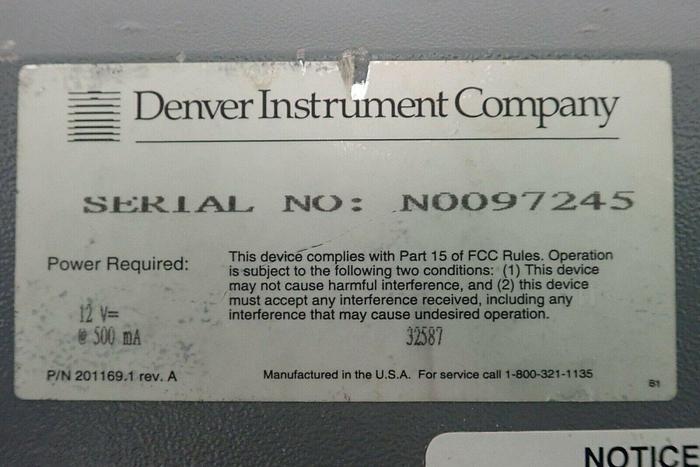 Denver Instrument Company
SERIAL NO: N0097245
Power Required:
This device complies with Part 15 of FCC Rules. Operation
is subject to the following two conditions: (1) This device
may not cause harmful interference, and (2) this device
must accept any interference received, including any
interference that may cause undesired operation.
12 V=
@ 500 mA
32587
P/N 201169.1 rev. A
Manufactured in the U.S.A. For service call 1-800-321-1135
B1
NOTICE